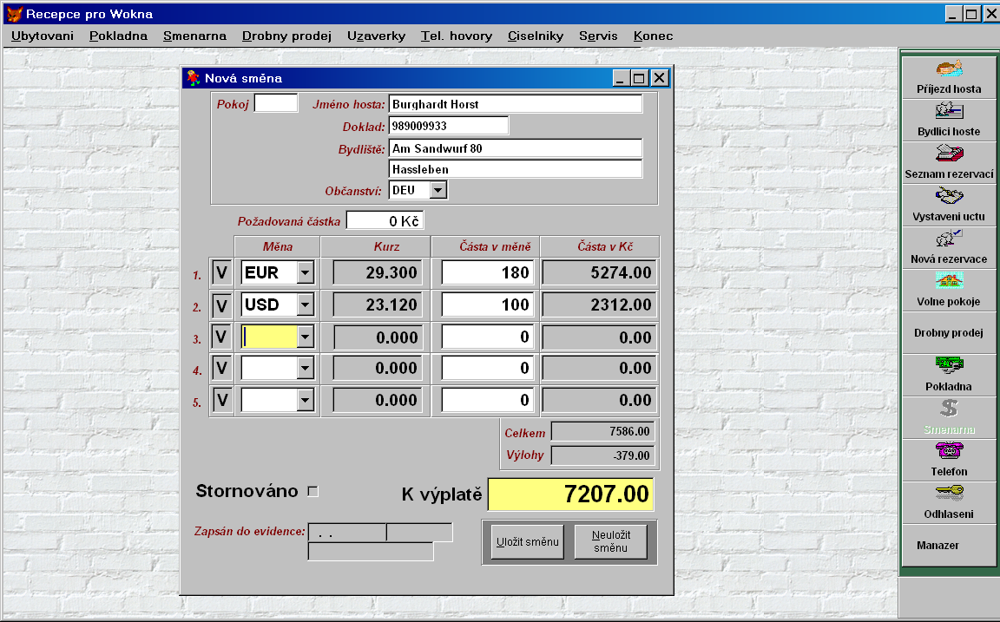 Recepce pro Wokna
Ubytovani Pokladna Smenarna Drobny prodej Uzaverky Tel. hovory Ciselniky Servis Konec
Nová směna
Pokoj Jméno hosta: Burghardt Horst
Doklad: 989009933
Bydliště: Am Sandwurf 80
Hassleben
Občanství: DEU
Požadovaná částka 0 Kč
Měna Kurz Částa v měně Částa v Kč
1. V EUR 29.300 180 5274.00
2. V USD 23.120 100 2312.00
3. V 0.000 0 0.00
4. V 0.000 0 0.00
5. V 0.000 0 0.00
Celkem 7586.00
Výlohy -379.00
Stornováno K výplatě 7207.00
Zapsán do evidence: . .
Uložit směnu
Neuložit
směnu
Příjezd hosta
Bydlici hoste
Seznam rezervací
Vystaveni uctu
Nová rezervace
Volne pokoje
Drobny prodej
Pokladna
Smenarna
Telefon
Odhlaseni
Manazer